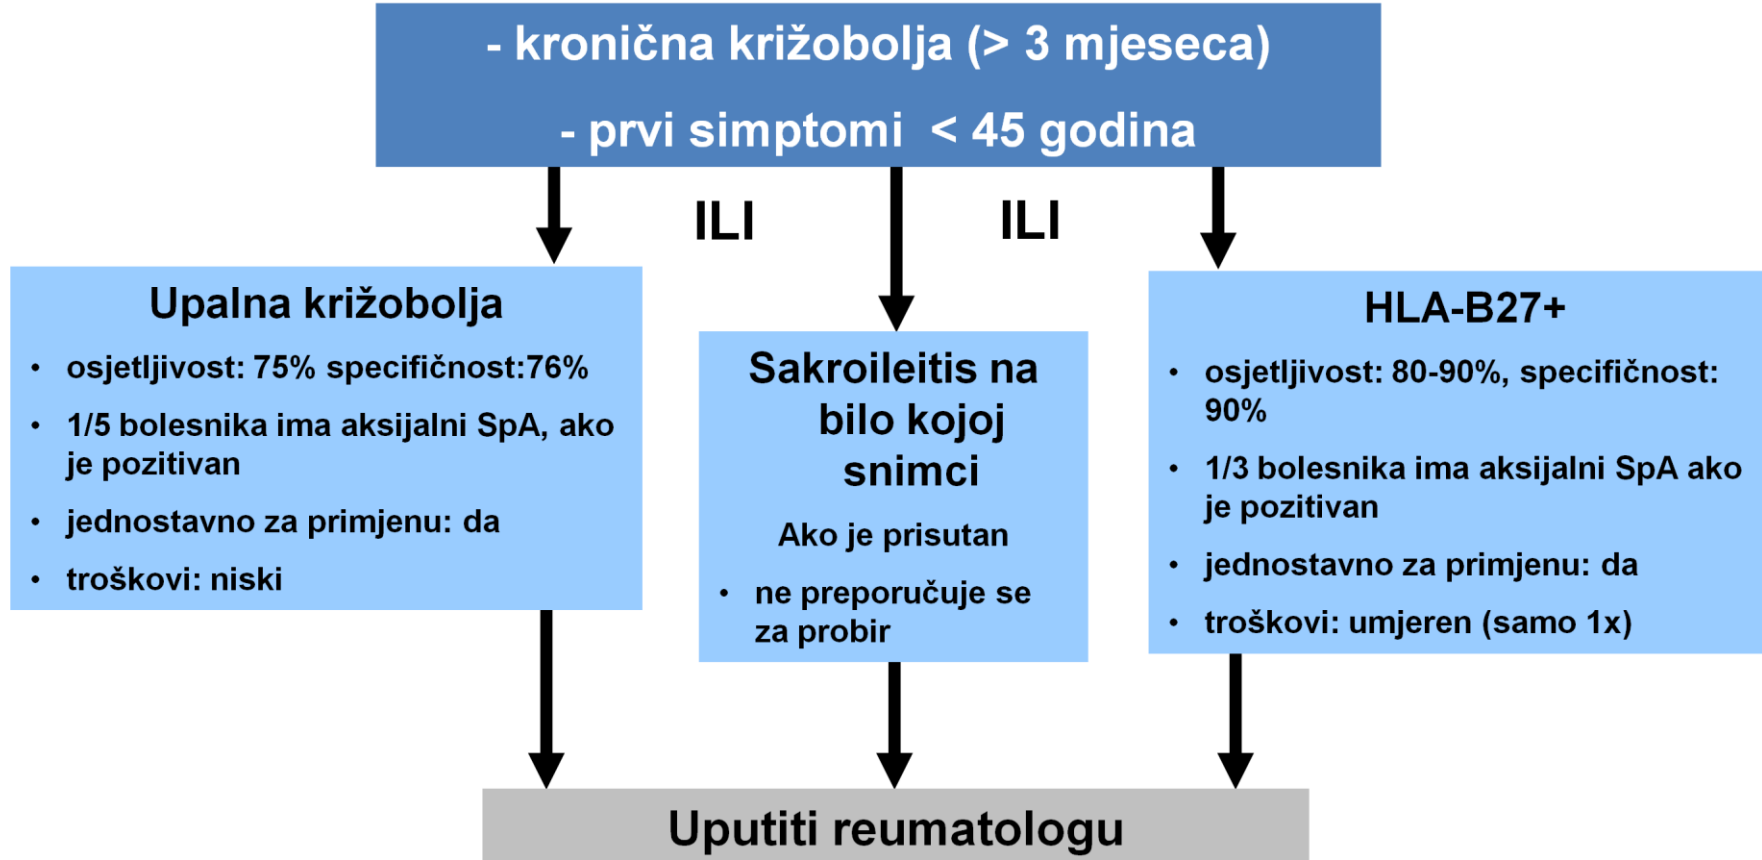 - kronična križobolja (> 3 mjeseca)
- prvi simptomi < 45 godina
ILI
ILI
Upalna križobolja
• osjetljivost: 75% specifičnost:76%
• 1/5 bolesnika ima aksijalni SpA, ako
je pozitivan
• jednostavno za primjenu: da
• troškovi: niski
Sakroileitis na
bilo kojoj
snimci
Ako je prisutan
• ne preporučuje se
za probir
HLA-B27+
• osjetljivost: 80-90%, specifičnost:
90%
• 1/3 bolesnika ima aksijalni SpA ako
je pozitivan
• jednostavno za primjenu: da
• troškovi: umjeren (samo 1x)
Uputiti reumatologu